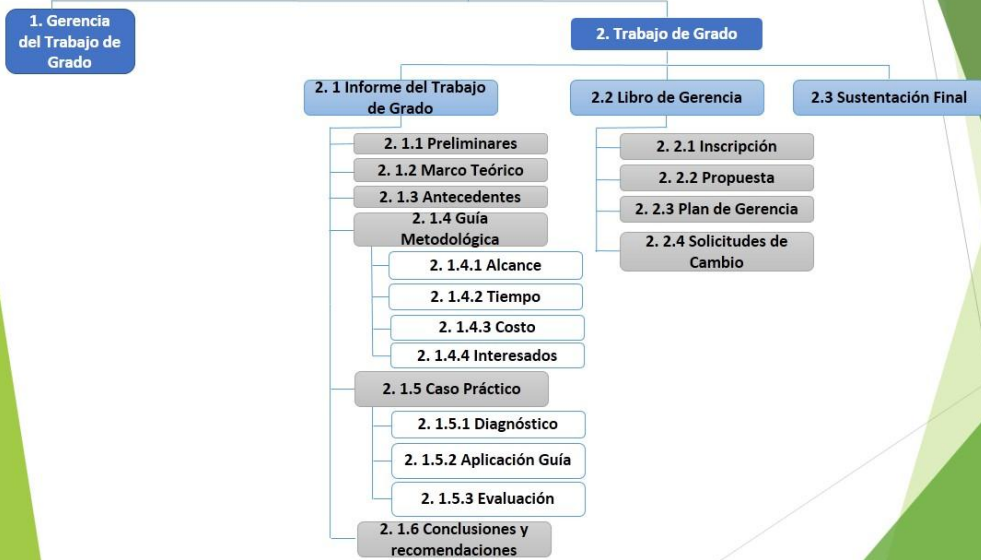 1. Gerencia
del Trabajo de
Grado
2. Trabajo de Grado
2. 1 Informe del Trabajo
de Grado
2.2 Libro de Gerencia
2.3 Sustentación Final
2. 1.1 Preliminares
2. 1.2 Marco Teórico
2. 1.3 Antecedentes
2. 1.4 Guía
Metodológica
2. 1.4.1 Alcance
2. 1.4.2 Tiempo
2. 1.4.3 Costo
2. 1.4.4 Interesados
2. 1.5 Caso Práctico
2. 1.5.1 Diagnóstico
2. 1.5.2 Aplicación Guía
2. 1.5.3 Evaluación
2. 1.6 Conclusiones y
recomendaciones
2. 2.1 Inscripción
2. 2.2 Propuesta
2. 2.3 Plan de Gerencia
2. 2.4 Solicitudes de
Cambio